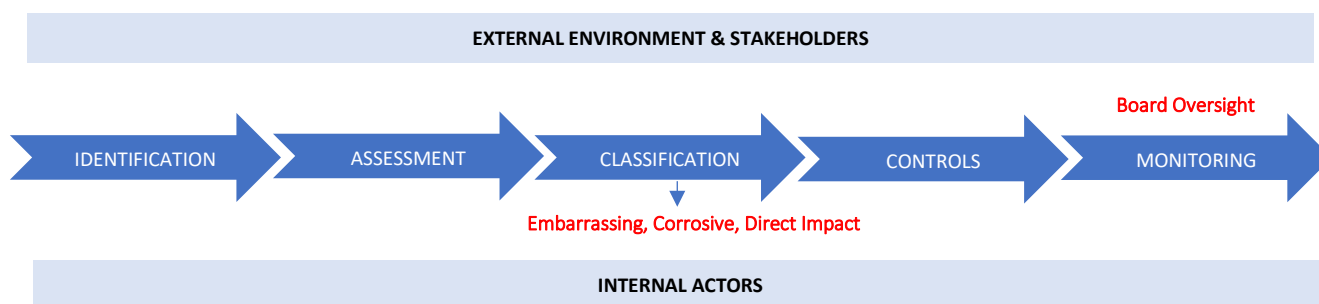 EXTERNAL ENVIRONMENT & STAKEHOLDERS
Board Oversight
IDENTIFICATION
ASSESSMENT
CLASSIFICATION
CONTROLS
MONITORING
Embarrassing, Corrosive, Direct Impact
INTERNAL ACTORS